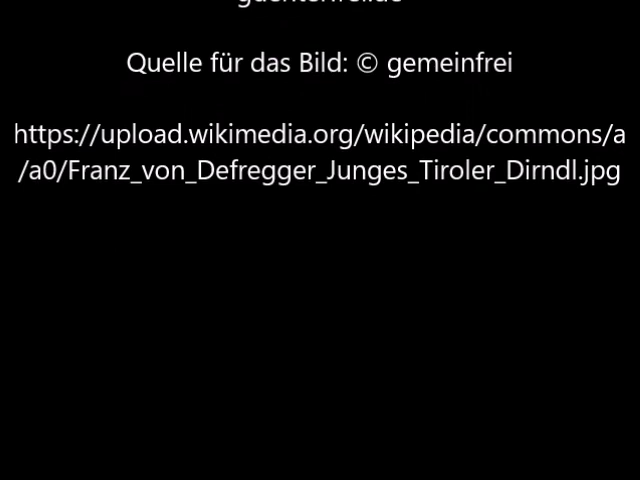 Quelle für das Bild: © gemeinfrei
https://upload.wikimedia.org/wikipedia/commons/a
/a0/Franz_von_Defregger_Junges_Tiroler_Dirndl.jpg